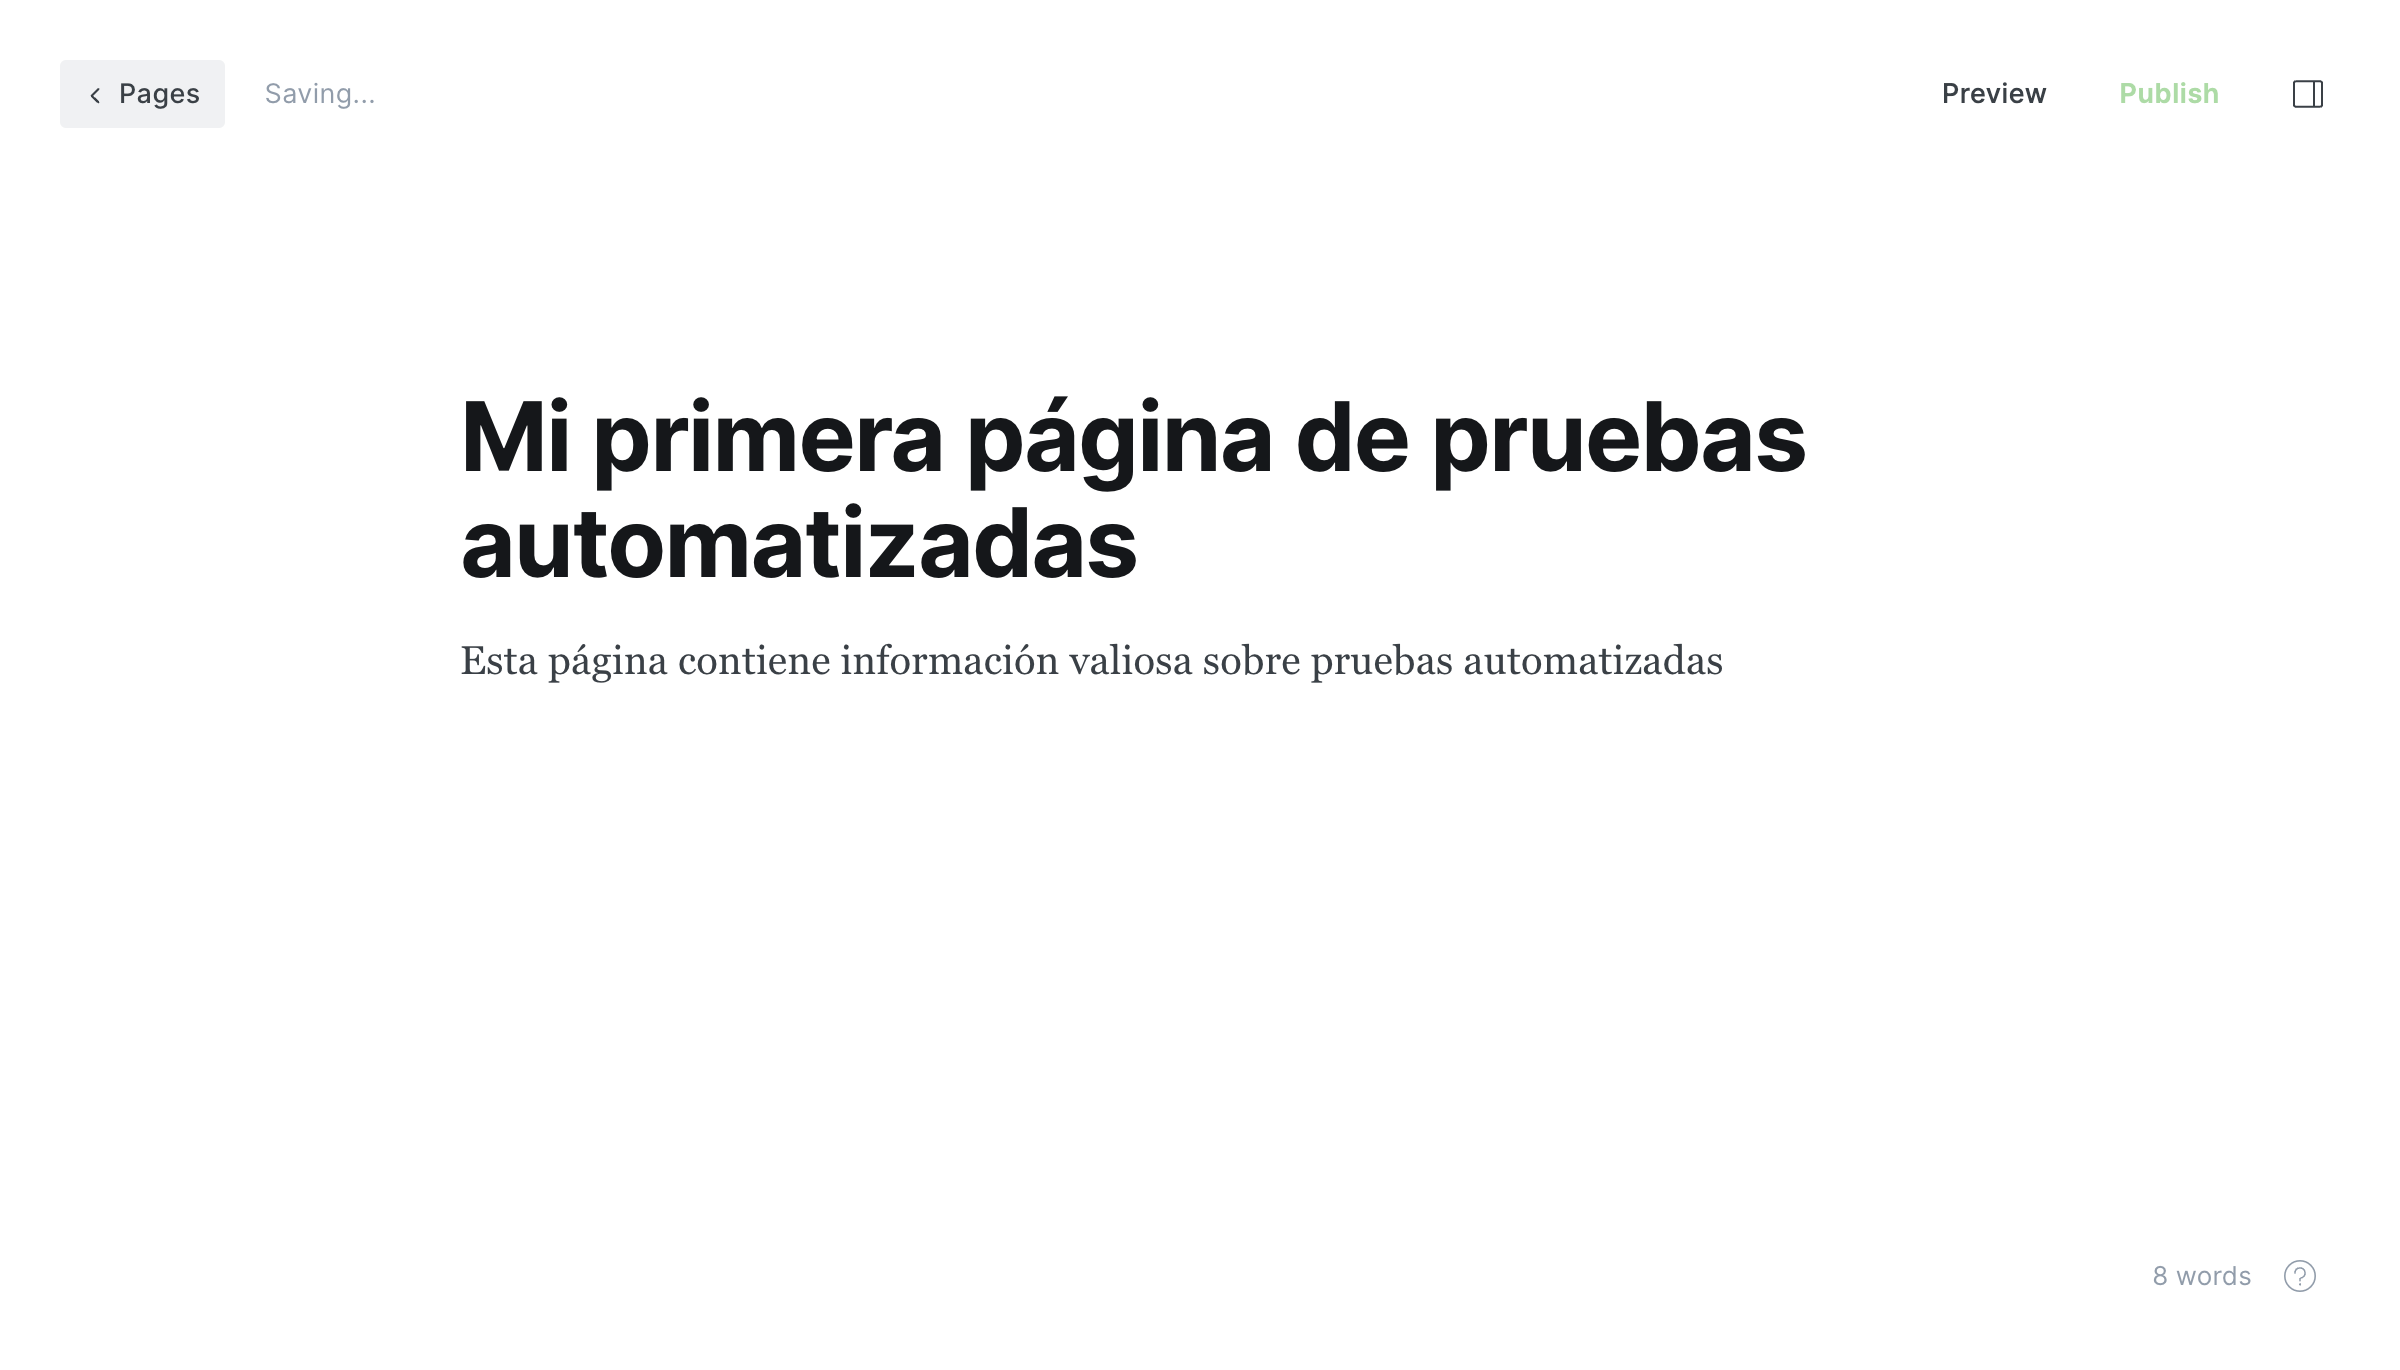 Pages
Saving...
Preview
Publish
Mi primera página de pruebas
automatizadas
Esta página contiene información valiosa sobre pruebas automatizadas
8 words
?